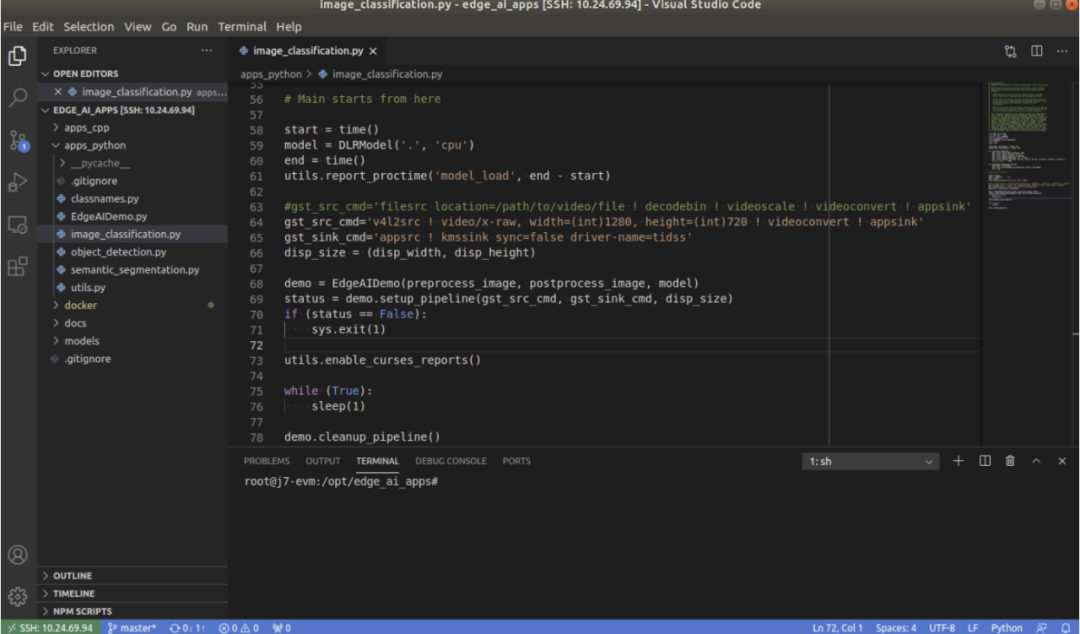 image_classification.py - edge_ai_apps [SSH: 10.24.69.94] - Visual Studio Code
File Edit Selection View Go Run Terminal Help
EXPLORER
OPEN EDITORS
image_classification.py apps...
EDGE_AI_APPS [SSH: 10.24.69.94]
apps_cpp
apps_python
__pycache__
.gitignore
classnames.py
EdgeAIDemo.py
image_classification.py
object_detection.py
semantic_segmentation.py
utils.py
docker
docs
models
.gitignore
OUTLINE
TIMELINE
NPM SCRIPTS
1
image_classification.py
apps_python > image_classification.py
55
56 # Main starts from here
57
58 start = time()
59 model = DLRModel('.', 'cpu')
60 end = time()
61 utils.report_proctime('model_load', end - start)
62
63 #gst_src_cmd='filesrc location=/path/to/video/file ! decodebin ! videoscale ! videoconvert ! appsink'
64 gst_src_cmd='v4l2src ! video/x-raw, width=(int)1280, height=(int)720 ! videoconvert ! appsink'
65 gst_sink_cmd='appsrc ! kmssink sync=false driver-name=tidss'
66 disp_size = (disp_width, disp_height)
67
68 demo = EdgeAIDemo(preprocess_image, postprocess_image, model)
69 status = demo.setup_pipeline(gst_src_cmd, gst_sink_cmd, disp_size)
70 if (status == False):
71 sys.exit(1)
72
73 utils.enable_curses_reports()
74
75 while (True):
76 sleep(1)
77
78 demo.cleanup_pipeline()
PROBLEMS OUTPUT TERMINAL DEBUG CONSOLE PORTS
1: sh
root@j7-evm:/opt/edge_ai_apps#
SSH: 10.24.69.94 master* 0↓ 1↑ 0 0 0 Ln 72, Col 1 Spaces: 4 UTF-8 LF Python